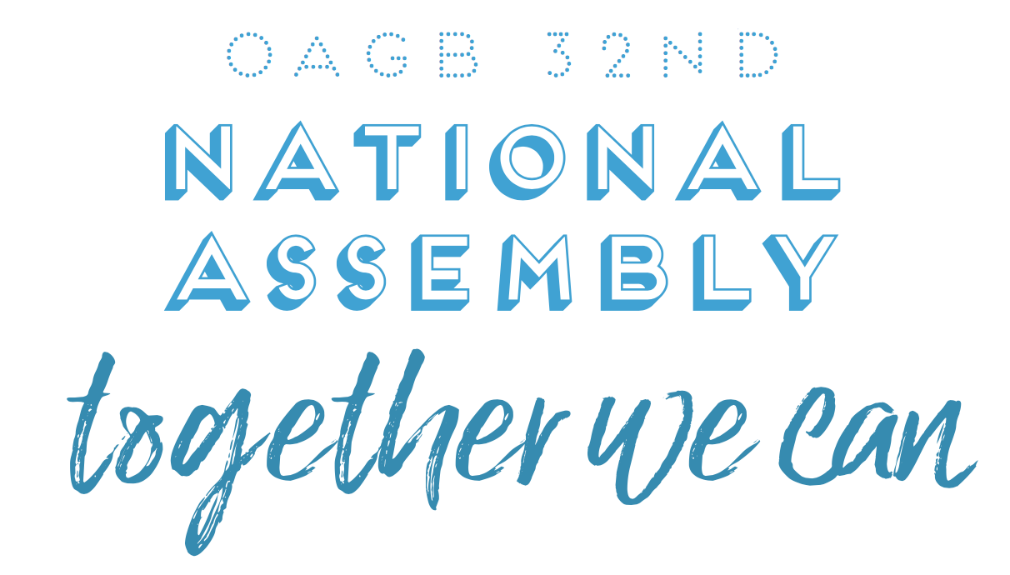 OAGB 32ND
NATIONAL
ASSEMBLY
together we can